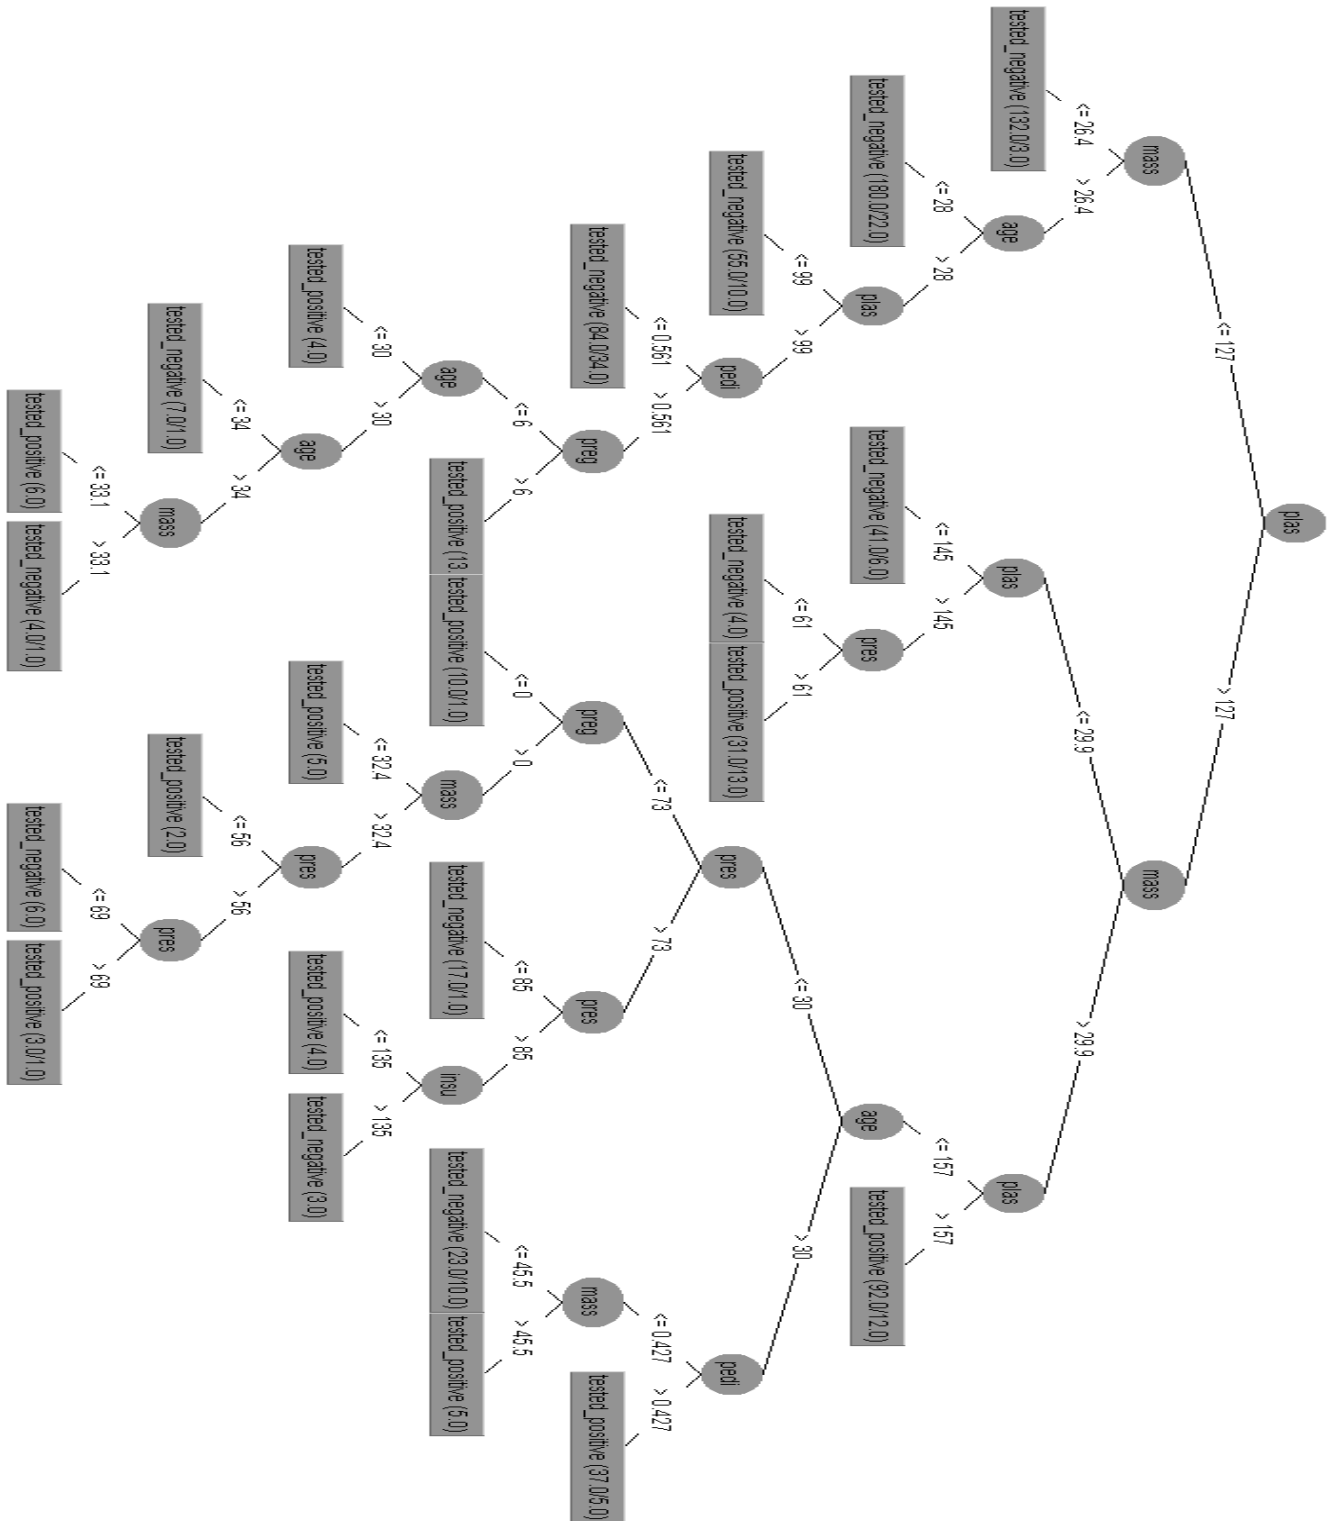 plas
<= 127
> 127
mass
mass
<= 26.4
> 26.4
<= 29.9
> 29.9
tested_negative (132.0/3.0)
age
plas
plas
<= 28
> 28
<= 145
> 145
<= 157
> 157
tested_negative (180.0/22.0)
plas
tested_negative (41.0/6.0)
pres
age
tested_positive (92.0/12.0)
<= 99
> 99
<= 61
> 61
<= 30
> 30
tested_negative (55.0/10.0)
pedi
tested_negative (4.0)
tested_positive (31.0/13.0)
pres
pedi
<= 0.561
> 0.561
<= 73
> 73
<= 0.427
> 0.427
tested_negative (84.0/34.0)
preg
preg
pres
mass
tested_positive (37.0/5.0)
<= 6
> 6
<= 0
> 0
<= 85
> 85
<= 45.5
> 45.5
age
tested_positive (13.
tested_positive (10.0/1.0)
mass
tested_negative (17.0/1.0)
insu
tested_negative (23.0/10.0)
tested_positive (5.0)
<= 30
> 30
<= 32.4
> 32.4
<= 135
> 135
tested_positive (4.0)
age
tested_positive (5.0)
pres
tested_positive (4.0)
tested_negative (3.0)
<= 34
> 34
<= 56
> 56
tested_negative (7.0/1.0)
mass
tested_positive (2.0)
pres
<= 33.1
> 33.1
<= 69
> 69
tested_positive (6.0)
tested_negative (4.0/1.0)
tested_negative (6.0)
tested_positive (3.0/1.0)